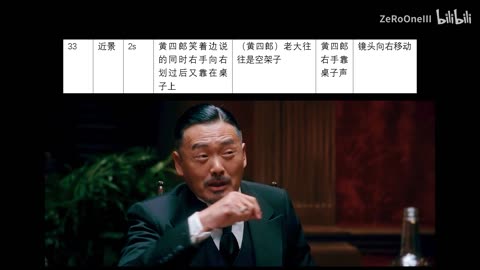 ZeRoOneIII bilibili
33 近景 2s 黄四郎笑着边说 （黄四郎）老大往 黄四郎 镜头向右移动
的同时右手向右 往是空架子 右手靠
划过后又靠在桌 桌子声
子上